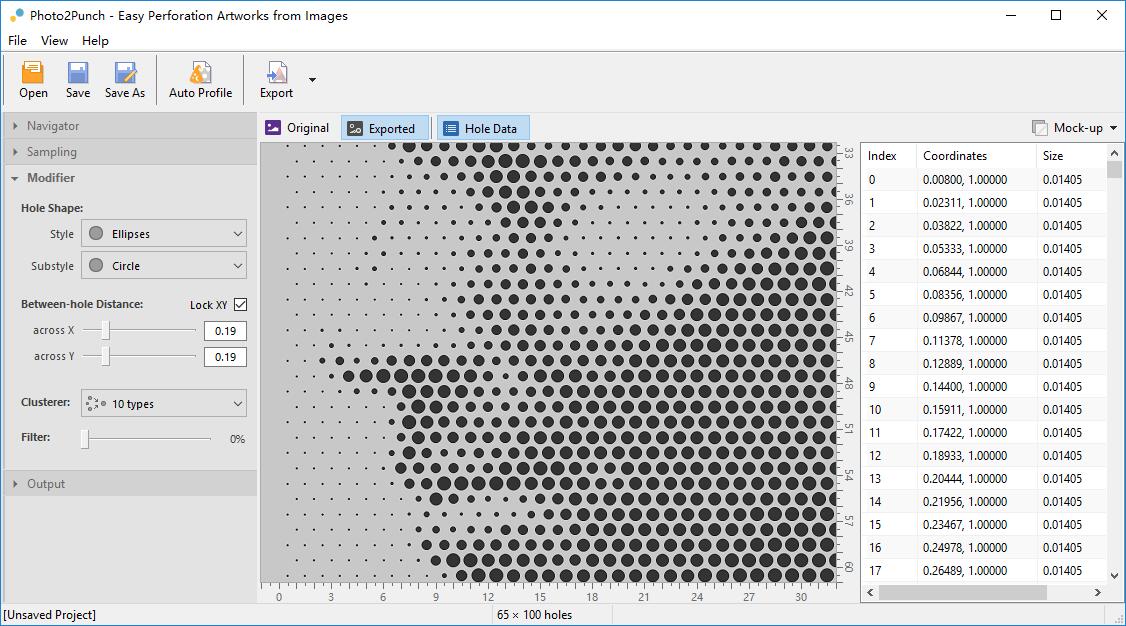 Photo2Punch - Easy Perforation Artworks from Images
File View Help
Open Save Save As Auto Profile Export
Navigator
Sampling
Modifier
Hole Shape:
Style Ellipses
Substyle Circle
Between-hole Distance: Lock XY
across X 0.19
across Y 0.19
Clusterer: 10 types
Filter: 0%
Output
Original Exported Hole Data Mock-up
33
36
39
42
45
48
51
54
57
60
0 3 6 9 12 15 18 21 24 27 30
Index Coordinates Size
0 0.00800, 1.00000 0.01405
1 0.02311, 1.00000 0.01405
2 0.03822, 1.00000 0.01405
3 0.05333, 1.00000 0.01405
4 0.06844, 1.00000 0.01405
5 0.08356, 1.00000 0.01405
6 0.09867, 1.00000 0.01405
7 0.11378, 1.00000 0.01405
8 0.12889, 1.00000 0.01405
9 0.14400, 1.00000 0.01405
10 0.15911, 1.00000 0.01405
11 0.17422, 1.00000 0.01405
12 0.18933, 1.00000 0.01405
13 0.20444, 1.00000 0.01405
14 0.21956, 1.00000 0.01405
15 0.23467, 1.00000 0.01405
16 0.24978, 1.00000 0.01405
17 0.26489, 1.00000 0.01405
[Unsaved Project] 65 × 100 holes